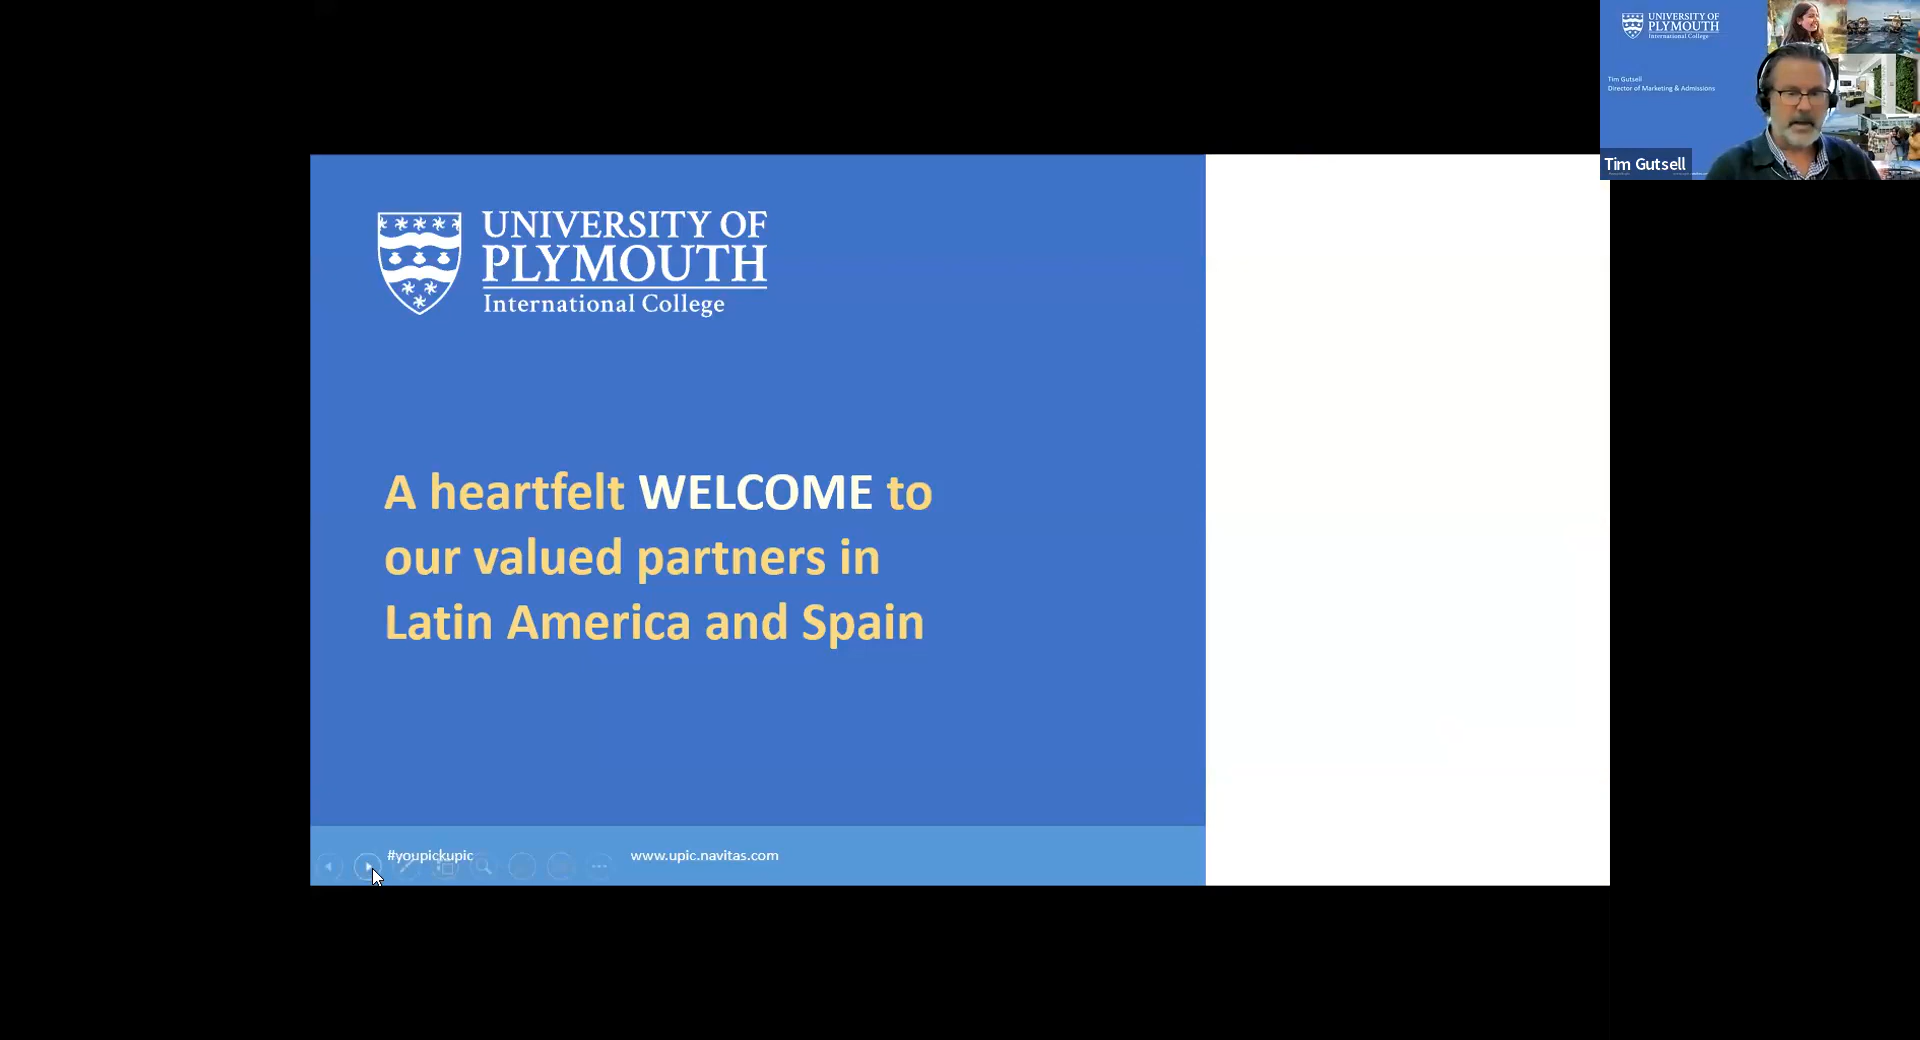 UNIVERSITY OF
PLYMOUTH
International College
A heartfelt WELCOME to
our valued partners in
Latin America and Spain
#youpickupic
www.upic.navitas.com
UNIVERSITY OF
PLYMOUTH
International College
Tim Gutsell
Director of Marketing & Admissions
Tim Gutsell